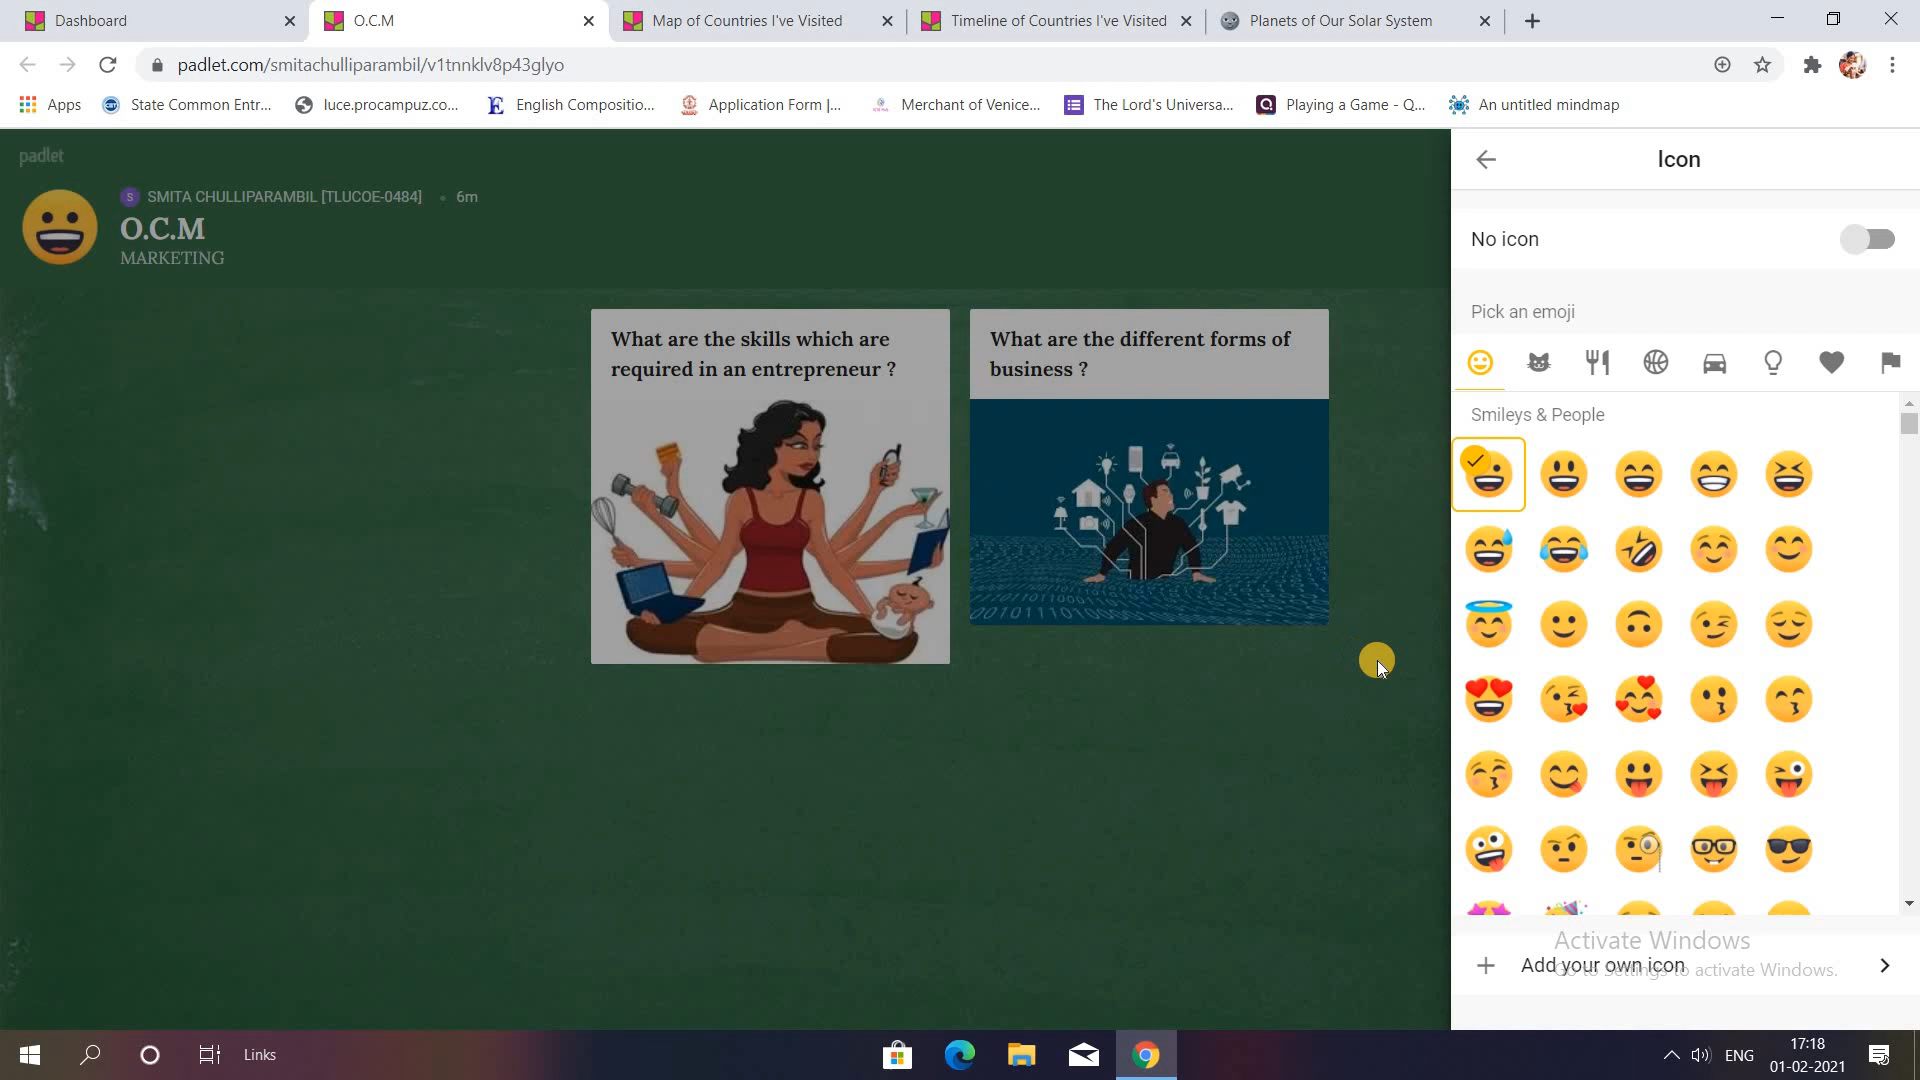 Dashboard
O.C.M
Map of Countries I've Visited
Timeline of Countries I've Visited
Planets of Our Solar System
padlet.com/smitachulliparambil/v1tnnklv8p43glyo
Apps
State Common Entr...
luce.procampuz.co...
English Compositio...
Application Form |...
Merchant of Venice...
The Lord's Universa...
Playing a Game - Q...
An untitled mindmap
padlet
S
SMITA CHULLIPARAMBIL [TLUCOE-0484] • 6m
O.C.M
MARKETING
What are the skills which are
required in an entrepreneur ?
What are the different forms of
business ?
Icon
No icon
Pick an emoji
Smileys & People
Activate Windows
Go to Settings to activate Windows.
Add your own icon
Links
ENG
17:18
01-02-2021